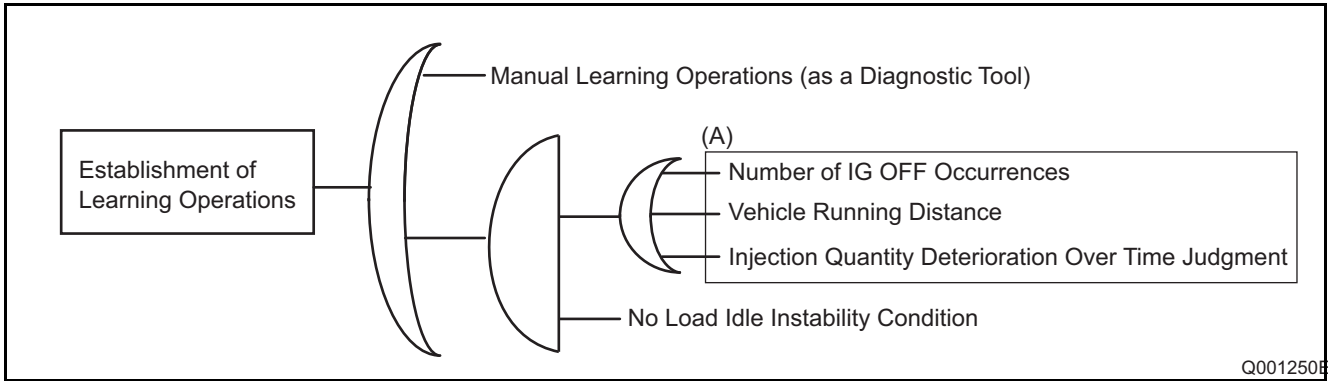 Manual Learning Operations (as a Diagnostic Tool)
(A)
Establishment of
Learning Operations
Number of IG OFF Occurrences
Vehicle Running Distance
Injection Quantity Deterioration Over Time Judgment
No Load Idle Instability Condition
Q001250E